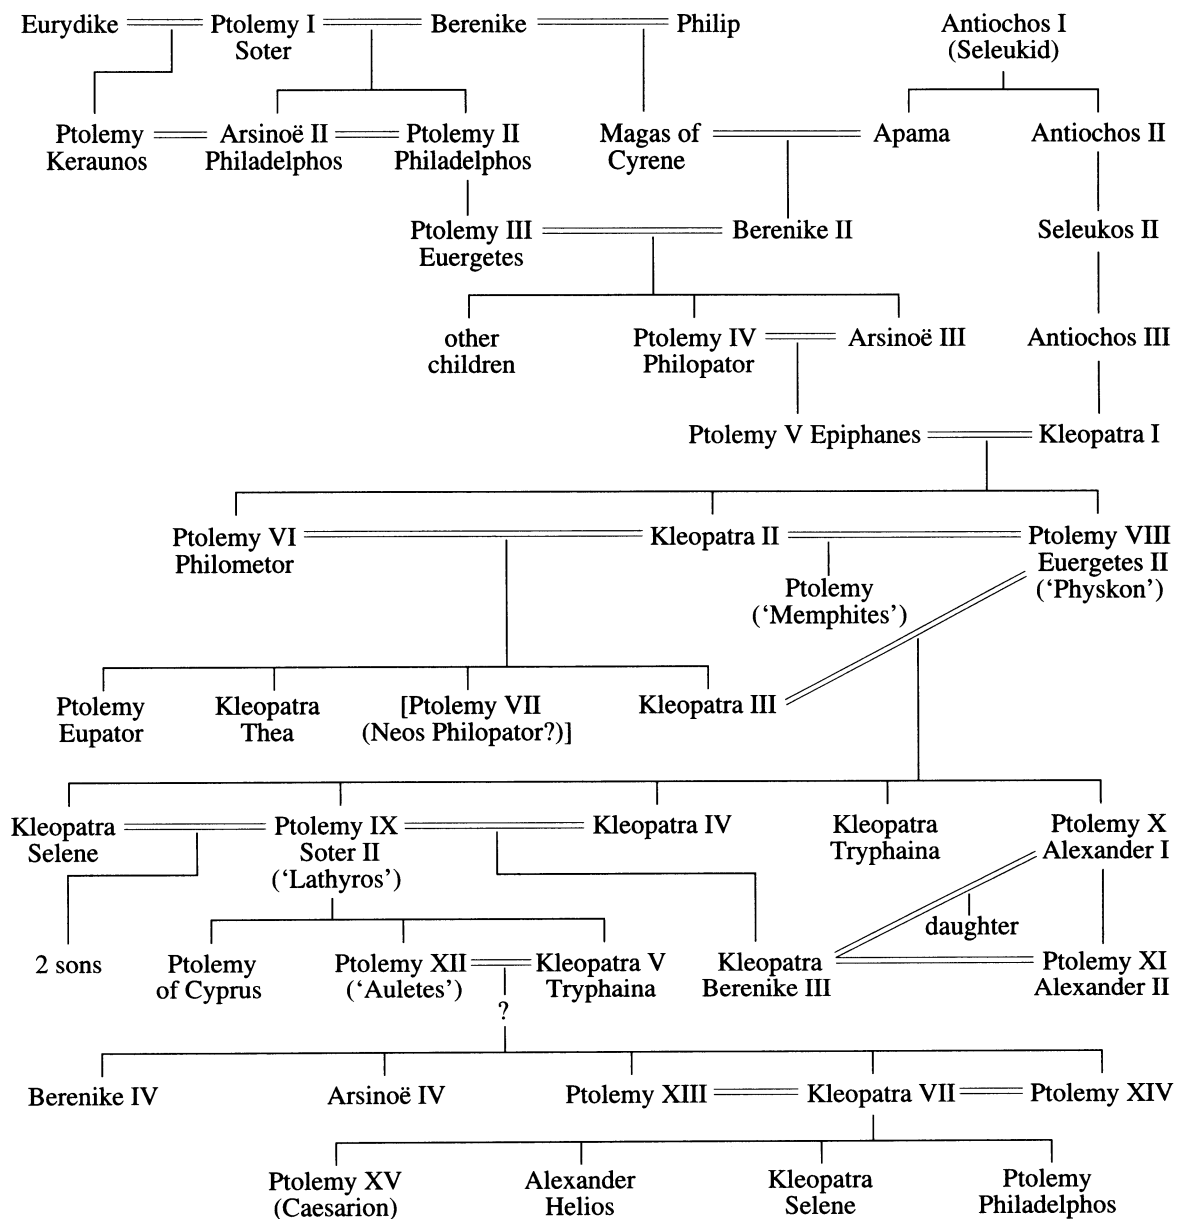 Eurydike Ptolemy I Berenike Philip Antiochos I
Soter (Seleukid)
Ptolemy Arsinoë II Ptolemy II Magas of Apama Antiochos II
Keraunos Philadelphos Philadelphos Cyrene
Ptolemy III Berenike II Seleukos II
Euergetes
other Ptolemy IV Arsinoë III Antiochos III
children Philopator
Ptolemy V Epiphanes Kleopatra I
Ptolemy VI Kleopatra II Ptolemy VIII
Philometor Euergetes II
Ptolemy (‘Physkon’)
(‘Memphites’)
Ptolemy Kleopatra [Ptolemy VII Kleopatra III
Eupator Thea (Neos Philopator?)]
Kleopatra Ptolemy IX Kleopatra IV Kleopatra Ptolemy X
Selene Soter II Tryphaina Alexander I
(‘Lathyros’)
daughter
2 sons Ptolemy Ptolemy XII Kleopatra V Kleopatra Ptolemy XI
of Cyprus (‘Auletes’) Tryphaina Berenike III Alexander II
?
Berenike IV Arsinoë IV Ptolemy XIII Kleopatra VII Ptolemy XIV
Ptolemy XV Alexander Kleopatra Ptolemy
(Caesarion) Helios Selene Philadelphos